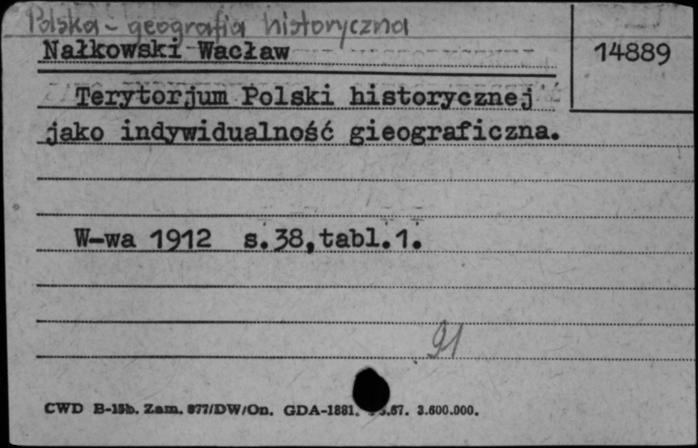 Polska - geografia historyczna
Nałkowski Wacław
14889
Terytorjum Polski historycznej
jako indywidualność gieograficzna.
W-wa 1912 s.38,tabl.1.
91
CWD B-15b. Zam. 877/DW/On. GDA-1881. 67. 3.600.000.